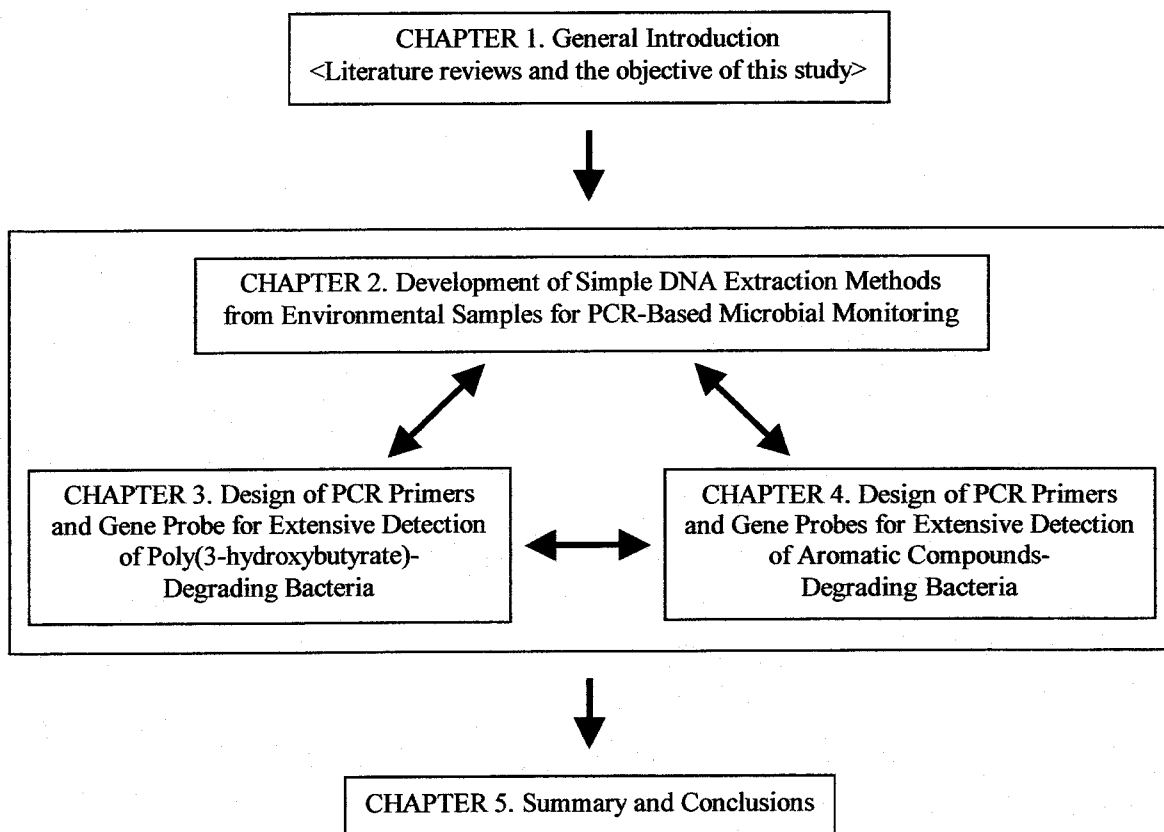 CHAPTER 1. General Introduction
<Literature reviews and the objective of this study>
CHAPTER 2. Development of Simple DNA Extraction Methods
from Environmental Samples for PCR-Based Microbial Monitoring
CHAPTER 3. Design of PCR Primers
and Gene Probe for Extensive Detection
of Poly(3-hydroxybutyrate)-
Degrading Bacteria
CHAPTER 4. Design of PCR Primers
and Gene Probes for Extensive Detection
of Aromatic Compounds-
Degrading Bacteria
CHAPTER 5. Summary and Conclusions